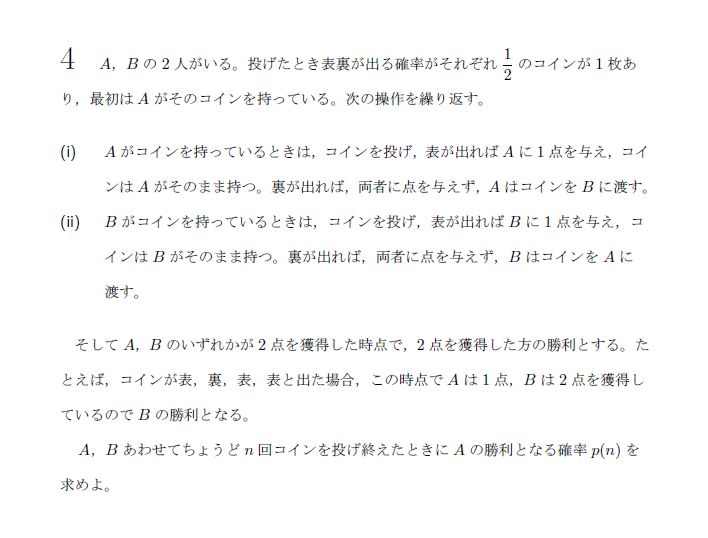 4 A，B の 2 人がいる。投げたとき表裏が出る確率がそれぞれ 1/2 のコインが 1 枚あ
り，最初は A がそのコインを持っている。次の操作を繰り返す。
(i) A がコインを持っているときは，コインを投げ，表が出れば A に 1 点を与え，コイ
ンは A がそのまま持つ。裏が出れば，両者に点を与えず，A はコインを B に渡す。
(ii) B がコインを持っているときは，コインを投げ，表が出れば B に 1 点を与え，コ
インは B がそのまま持つ。裏が出れば，両者に点を与えず，B はコインを A に
渡す。
そして A，B のいずれかが 2 点を獲得した時点で，2 点を獲得した方の勝利とする。た
とえば，コインが表，裏，表，表と出た場合，この時点で A は 1 点，B は 2 点を獲得し
ているので B の勝利となる。
A，B あわせてちょうど n 回コインを投げ終えたときに A の勝利となる確率 p(n) を
求めよ。